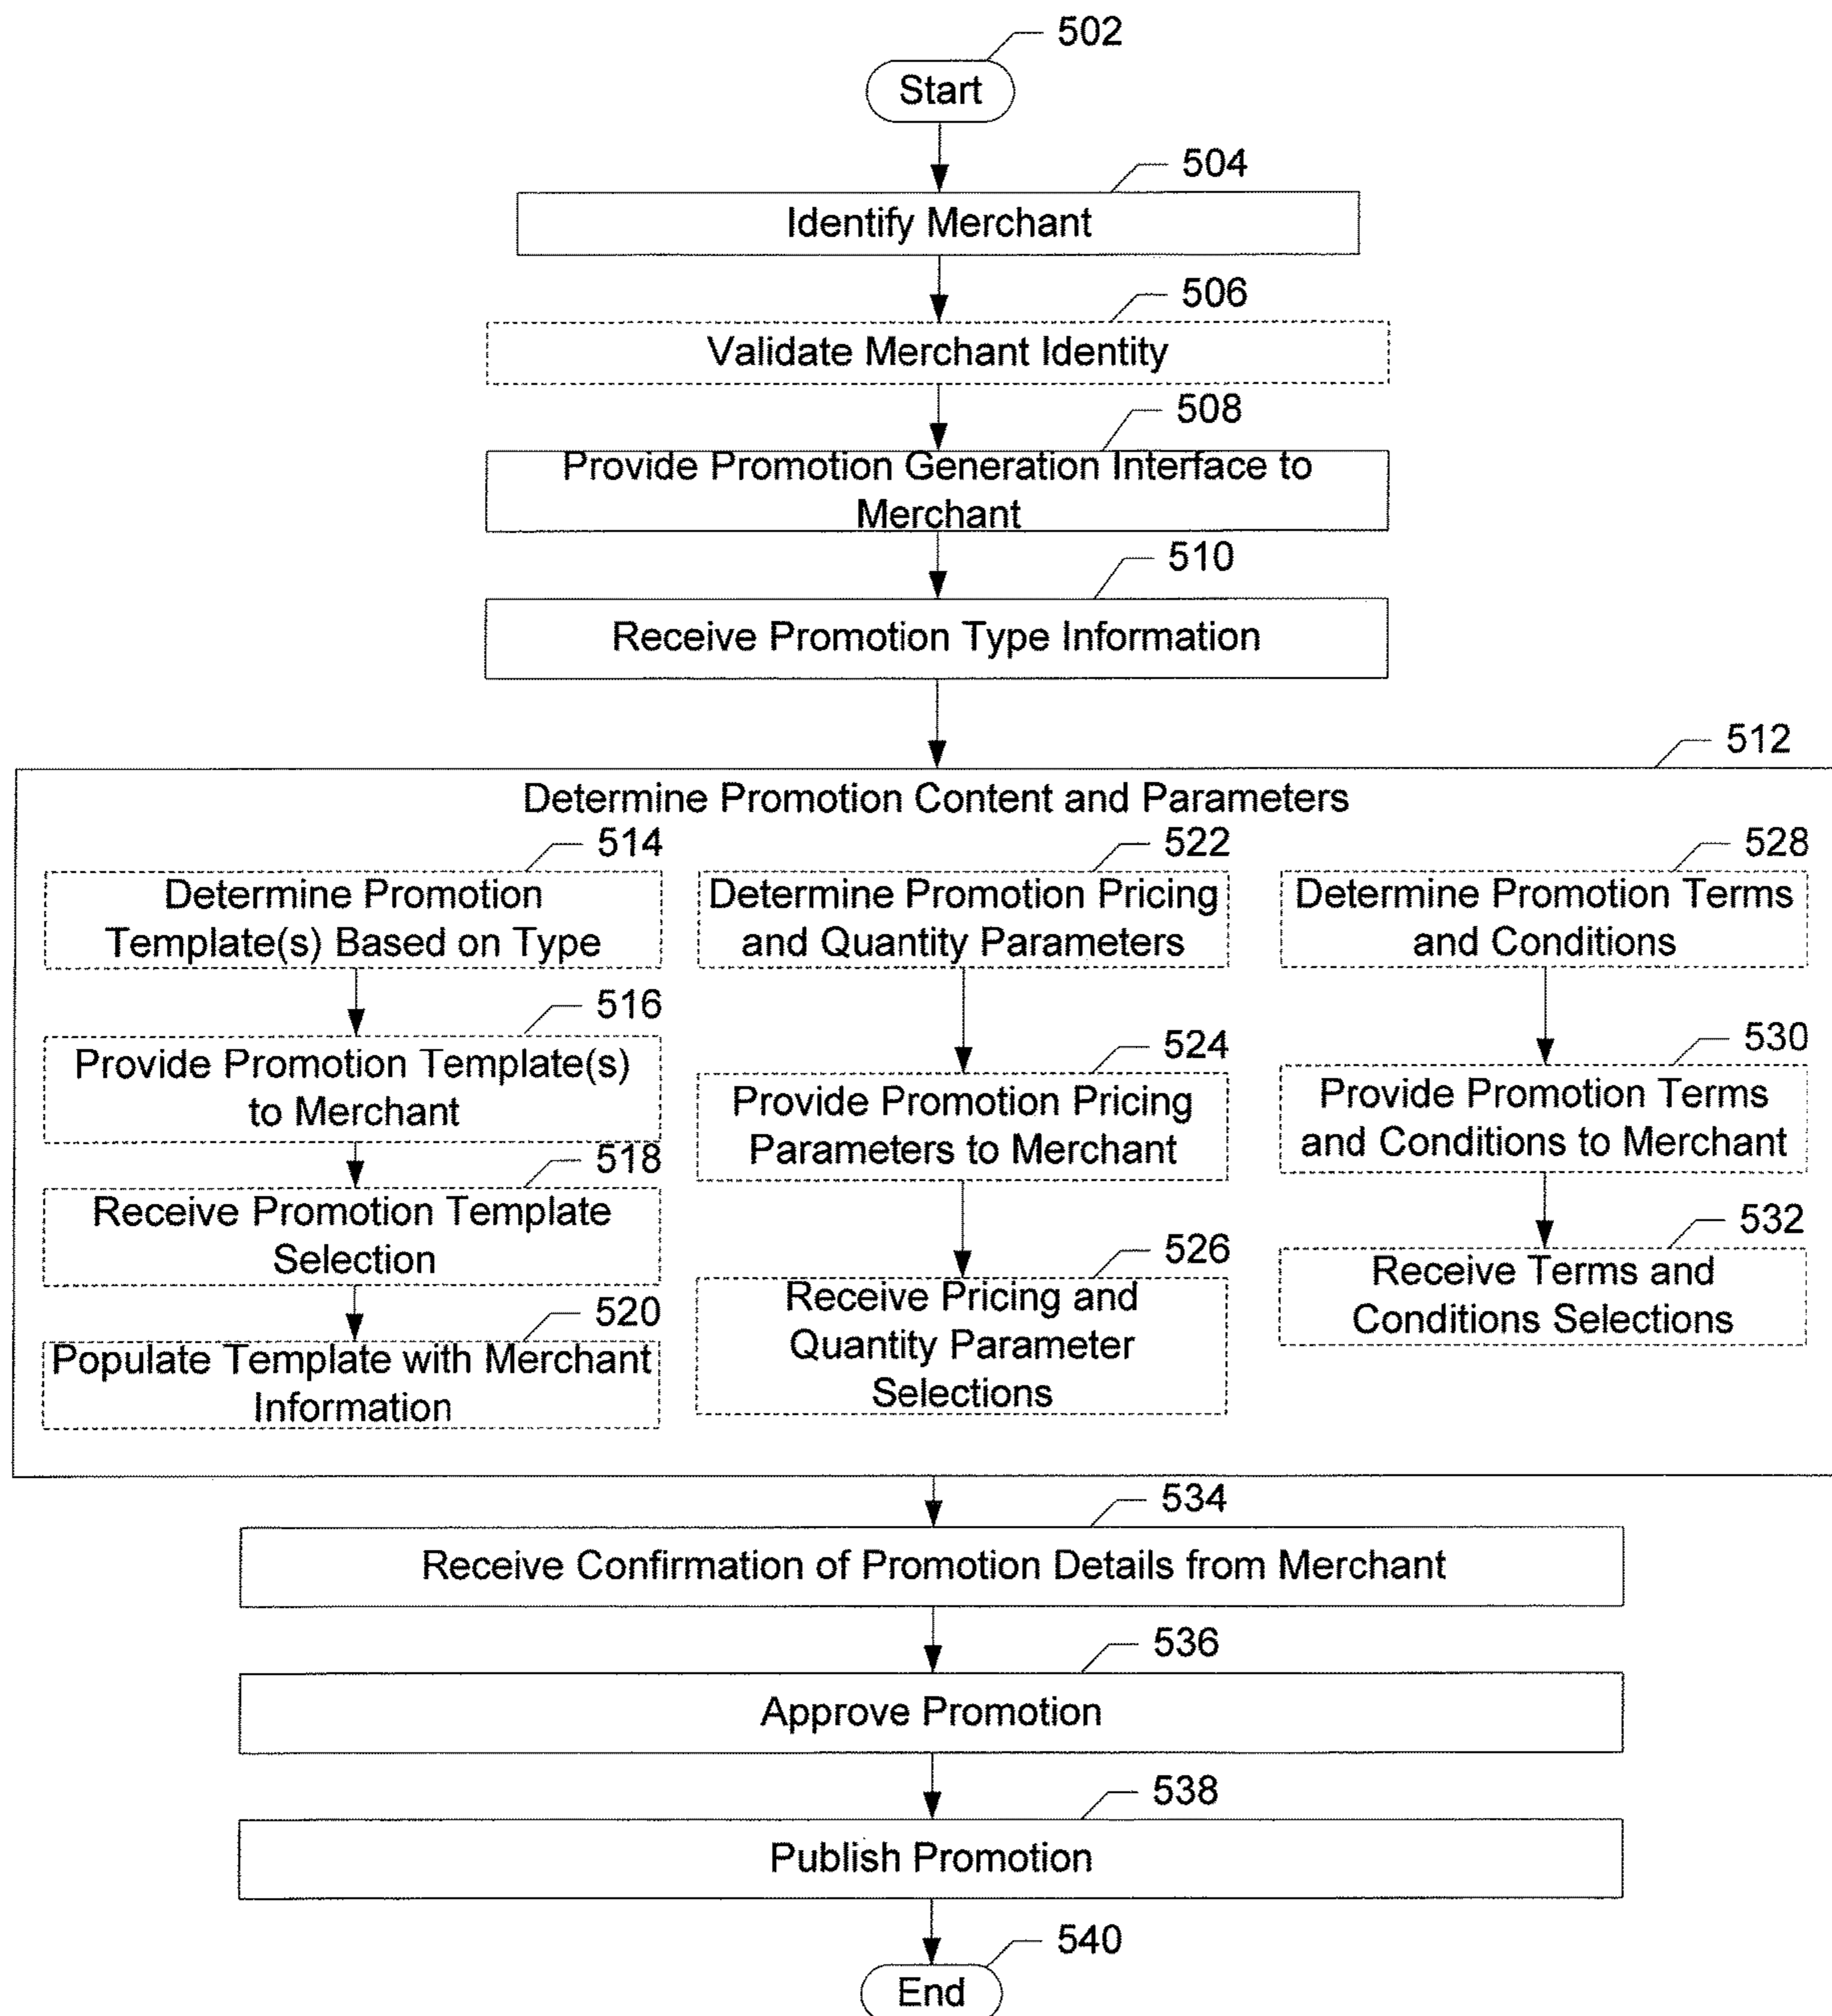 502
Start
504
Identify Merchant
506
Validate Merchant Identity
508
Provide Promotion Generation Interface to
Merchant
510
Receive Promotion Type Information
512
Determine Promotion Content and Parameters
514
Determine Promotion
Template(s) Based on Type
516
Provide Promotion Template(s)
to Merchant
518
Receive Promotion Template
Selection
520
Populate Template with Merchant
Information
522
Determine Promotion Pricing
and Quantity Parameters
524
Provide Promotion Pricing
Parameters to Merchant
526
Receive Pricing and
Quantity Parameter
Selections
528
Determine Promotion Terms
and Conditions
530
Provide Promotion Terms
and Conditions to Merchant
532
Receive Terms and
Conditions Selections
534
Receive Confirmation of Promotion Details from Merchant
536
Approve Promotion
538
Publish Promotion
540
End